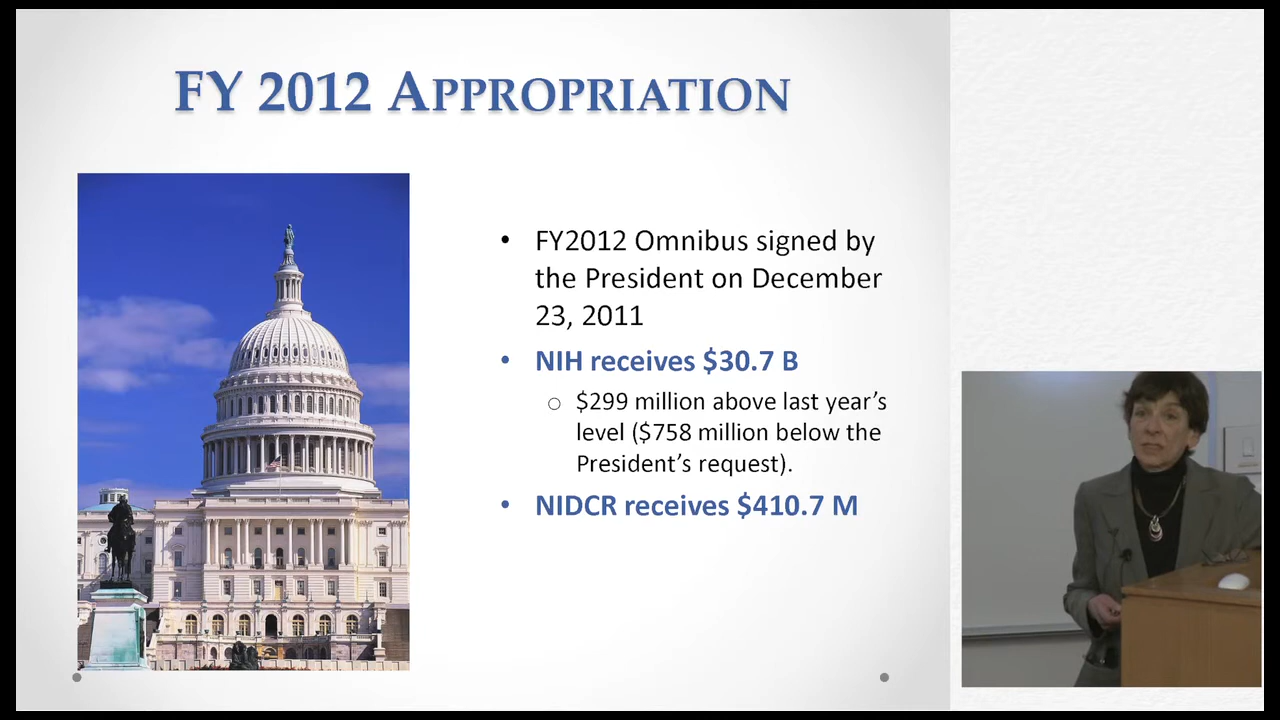 FY 2012 APPROPRIATION
• FY2012 Omnibus signed by
the President on December
23, 2011
• NIH receives $30.7 B
o $299 million above last year’s
level ($758 million below the
President’s request).
• NIDCR receives $410.7 M